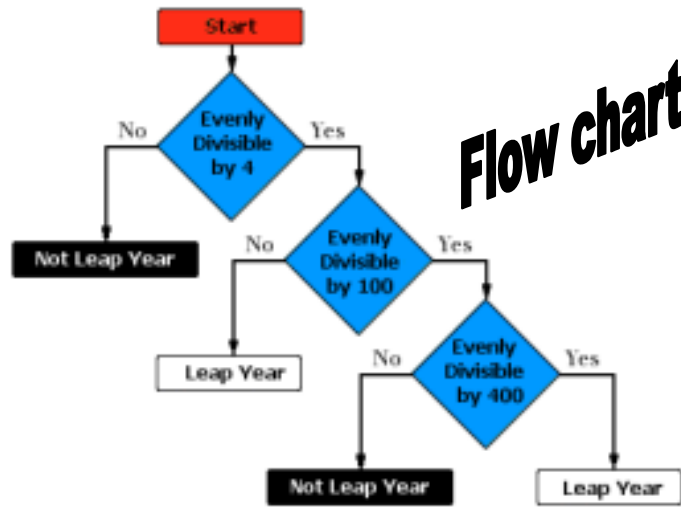 Start
Flow chart
Evenly
Divisible
by 4
No
Yes
Not Leap Year
Evenly
Divisible
by 100
No
Yes
Leap Year
Evenly
Divisible
by 400
No
Yes
Not Leap Year
Leap Year